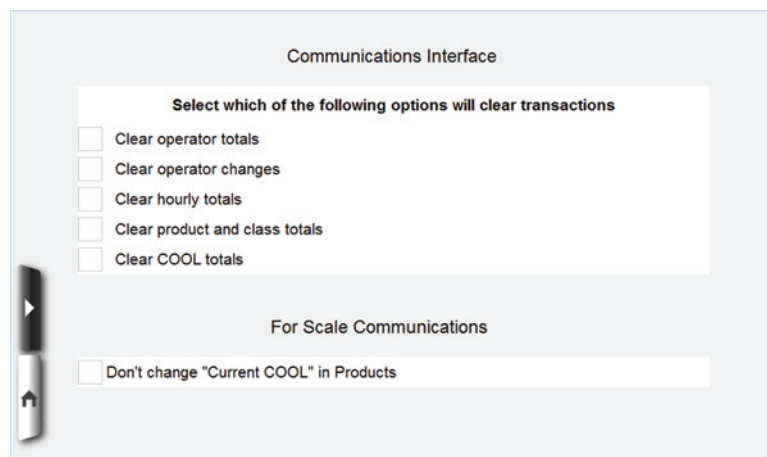 Communications Interface
Select which of the following options will clear transactions
Clear operator totals
Clear operator changes
Clear hourly totals
Clear product and class totals
Clear COOL totals
For Scale Communications
Don't change "Current COOL" in Products